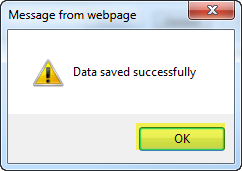 Message from webpage
Data saved successfully
OK